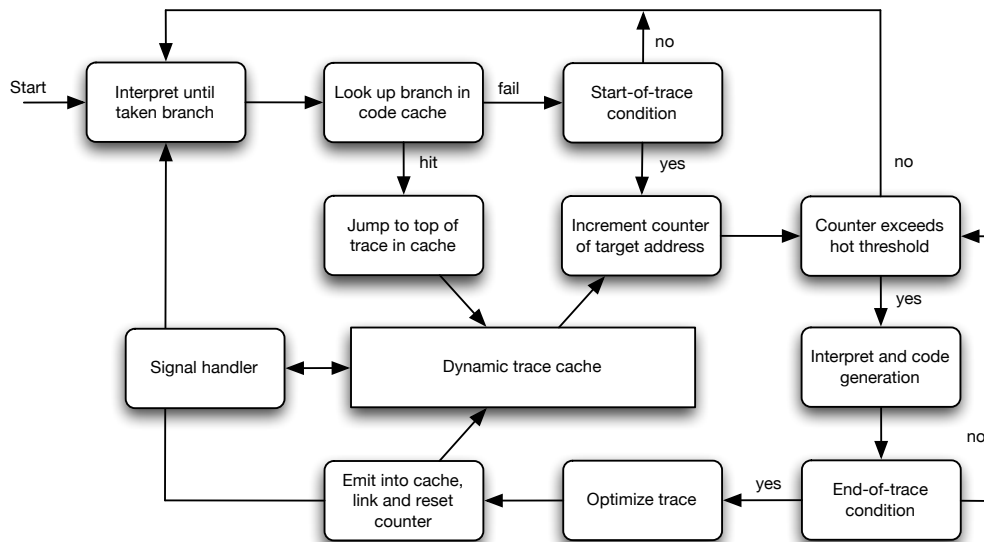 no
Start
Interpret until
taken branch
Look up branch in
code cache
fail
Start-of-trace
condition
hit
yes
no
Jump to top of
trace in cache
Increment counter
of target address
Counter exceeds
hot threshold
yes
Signal handler
Dynamic trace cache
Interpret and code
generation
no
Emit into cache,
link and reset
counter
Optimize trace
yes
End-of-trace
condition